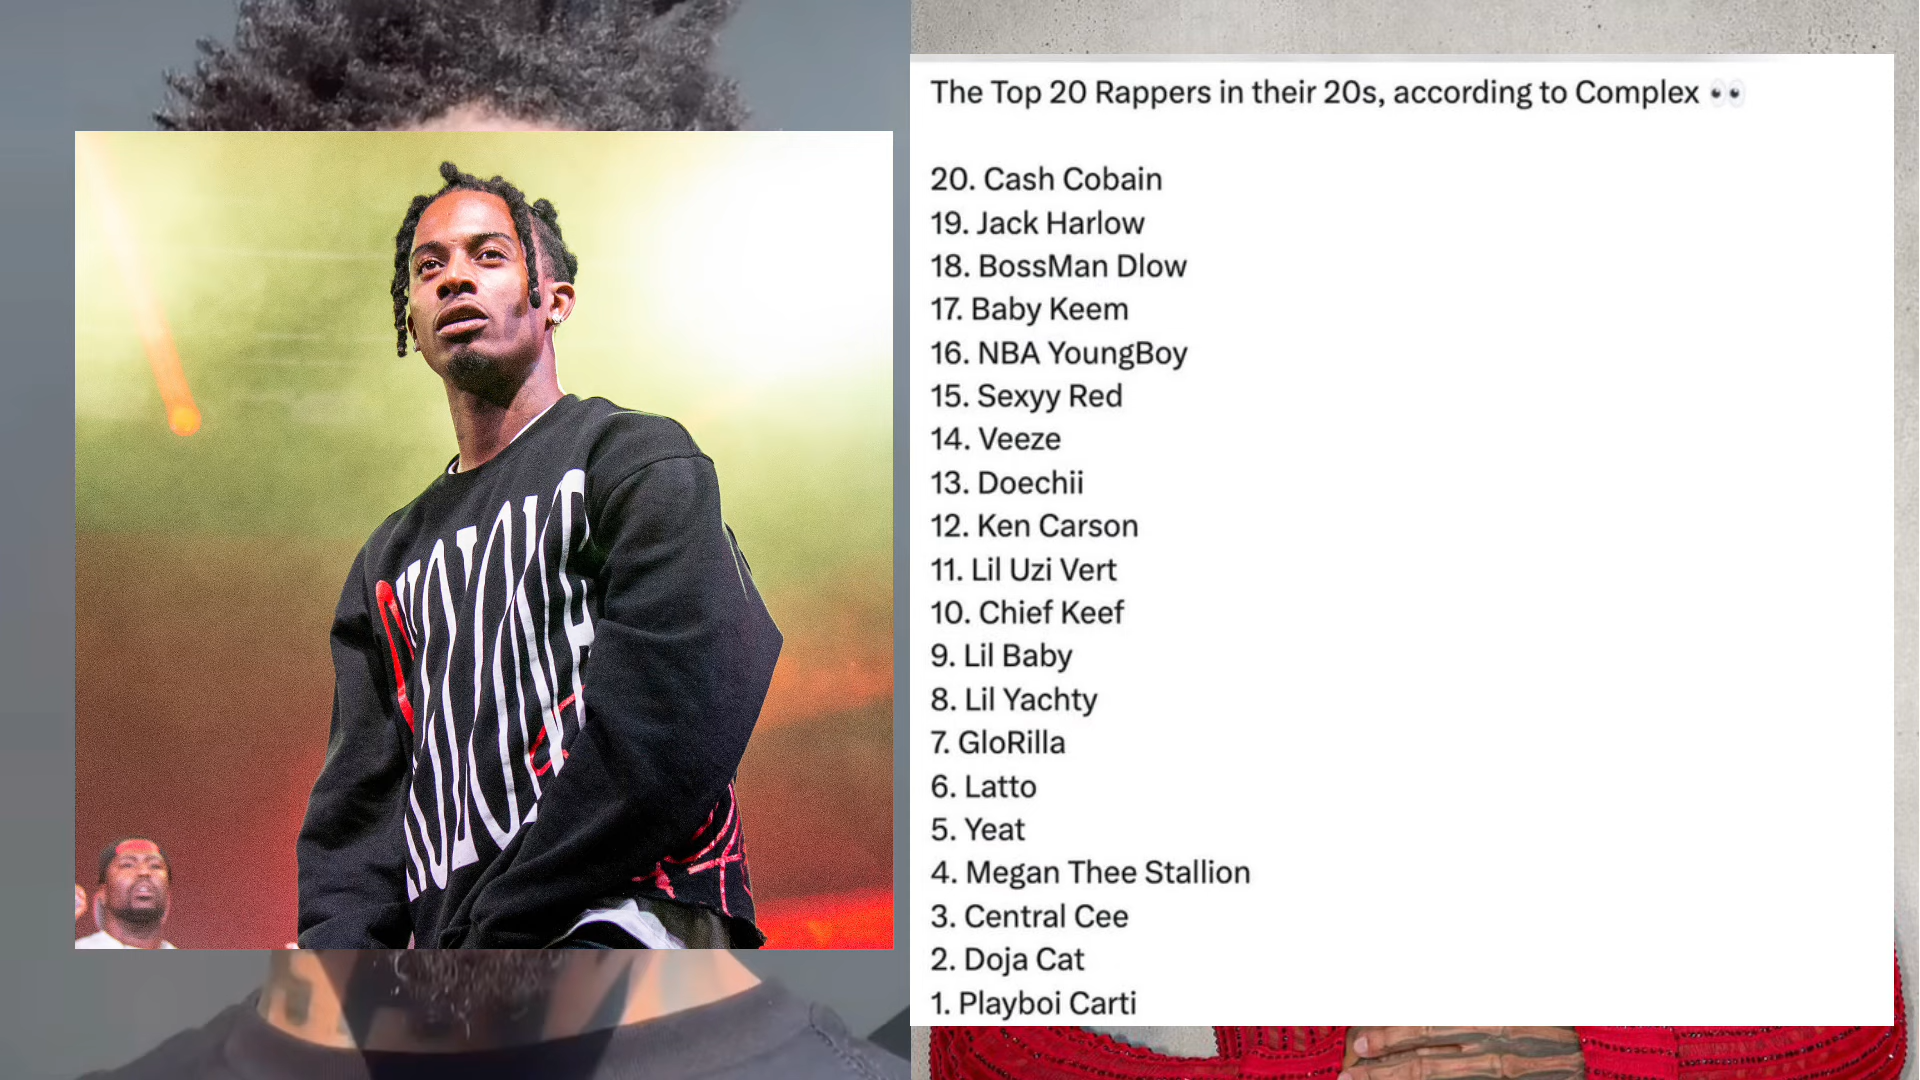 The Top 20 Rappers in their 20s, according to Complex 👀
20. Cash Cobain
19. Jack Harlow
18. BossMan Dlow
17. Baby Keem
16. NBA YoungBoy
15. Sexyy Red
14. Veeze
13. Doechii
12. Ken Carson
11. Lil Uzi Vert
10. Chief Keef
9. Lil Baby
8. Lil Yachty
7. GloRilla
6. Latto
5. Yeat
4. Megan Thee Stallion
3. Central Cee
2. Doja Cat
1. Playboi Carti